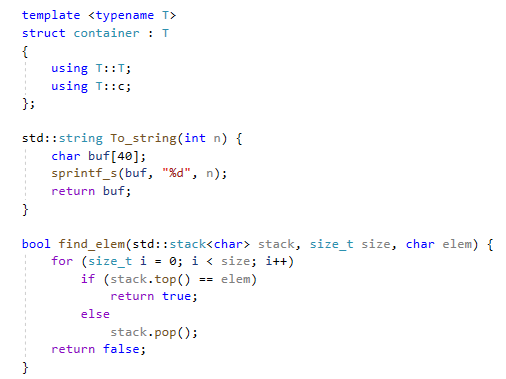 template <typename T>
struct container : T
{
    using T::T;
    using T::c;
};

std::string To_string(int n) {
    char buf[40];
    sprintf_s(buf, "%d", n);
    return buf;
}

bool find_elem(std::stack<char> stack, size_t size, char elem) {
    for (size_t i = 0; i < size; i++)
        if (stack.top() == elem)
            return true;
        else
            stack.pop();
    return false;
}